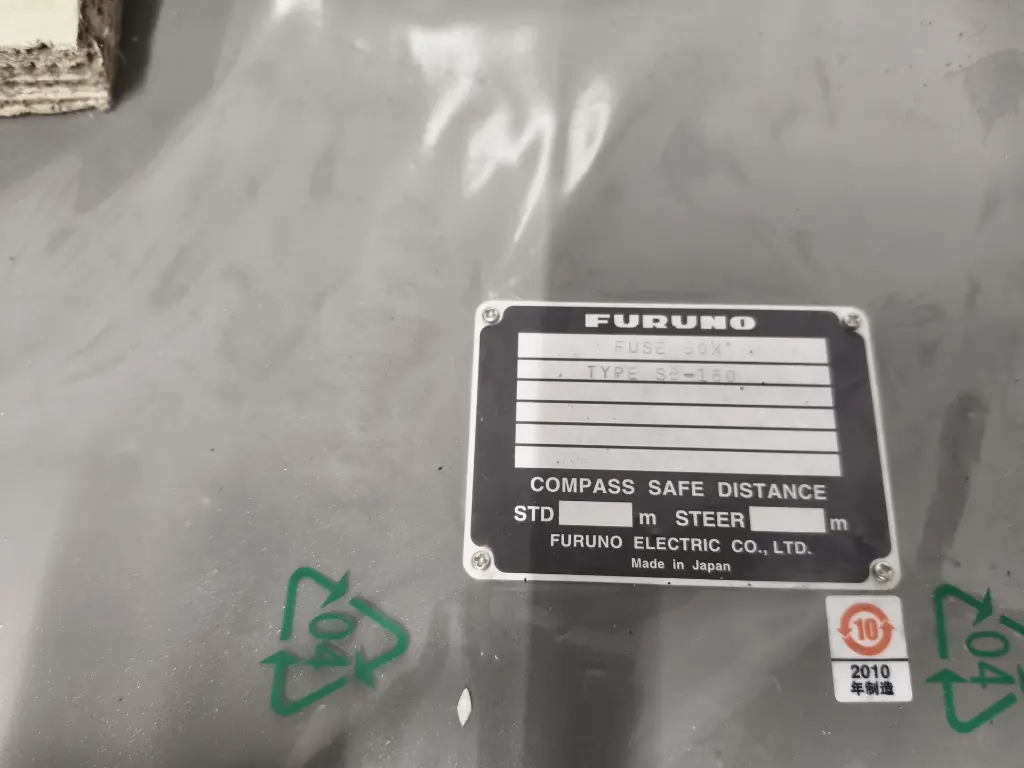 FURUNO
FUSE BOX
TYPE SB-160
COMPASS SAFE DISTANCE
STD m STEER m
FURUNO ELECTRIC CO., LTD.
Made in Japan
10
2010
年制造
04
04